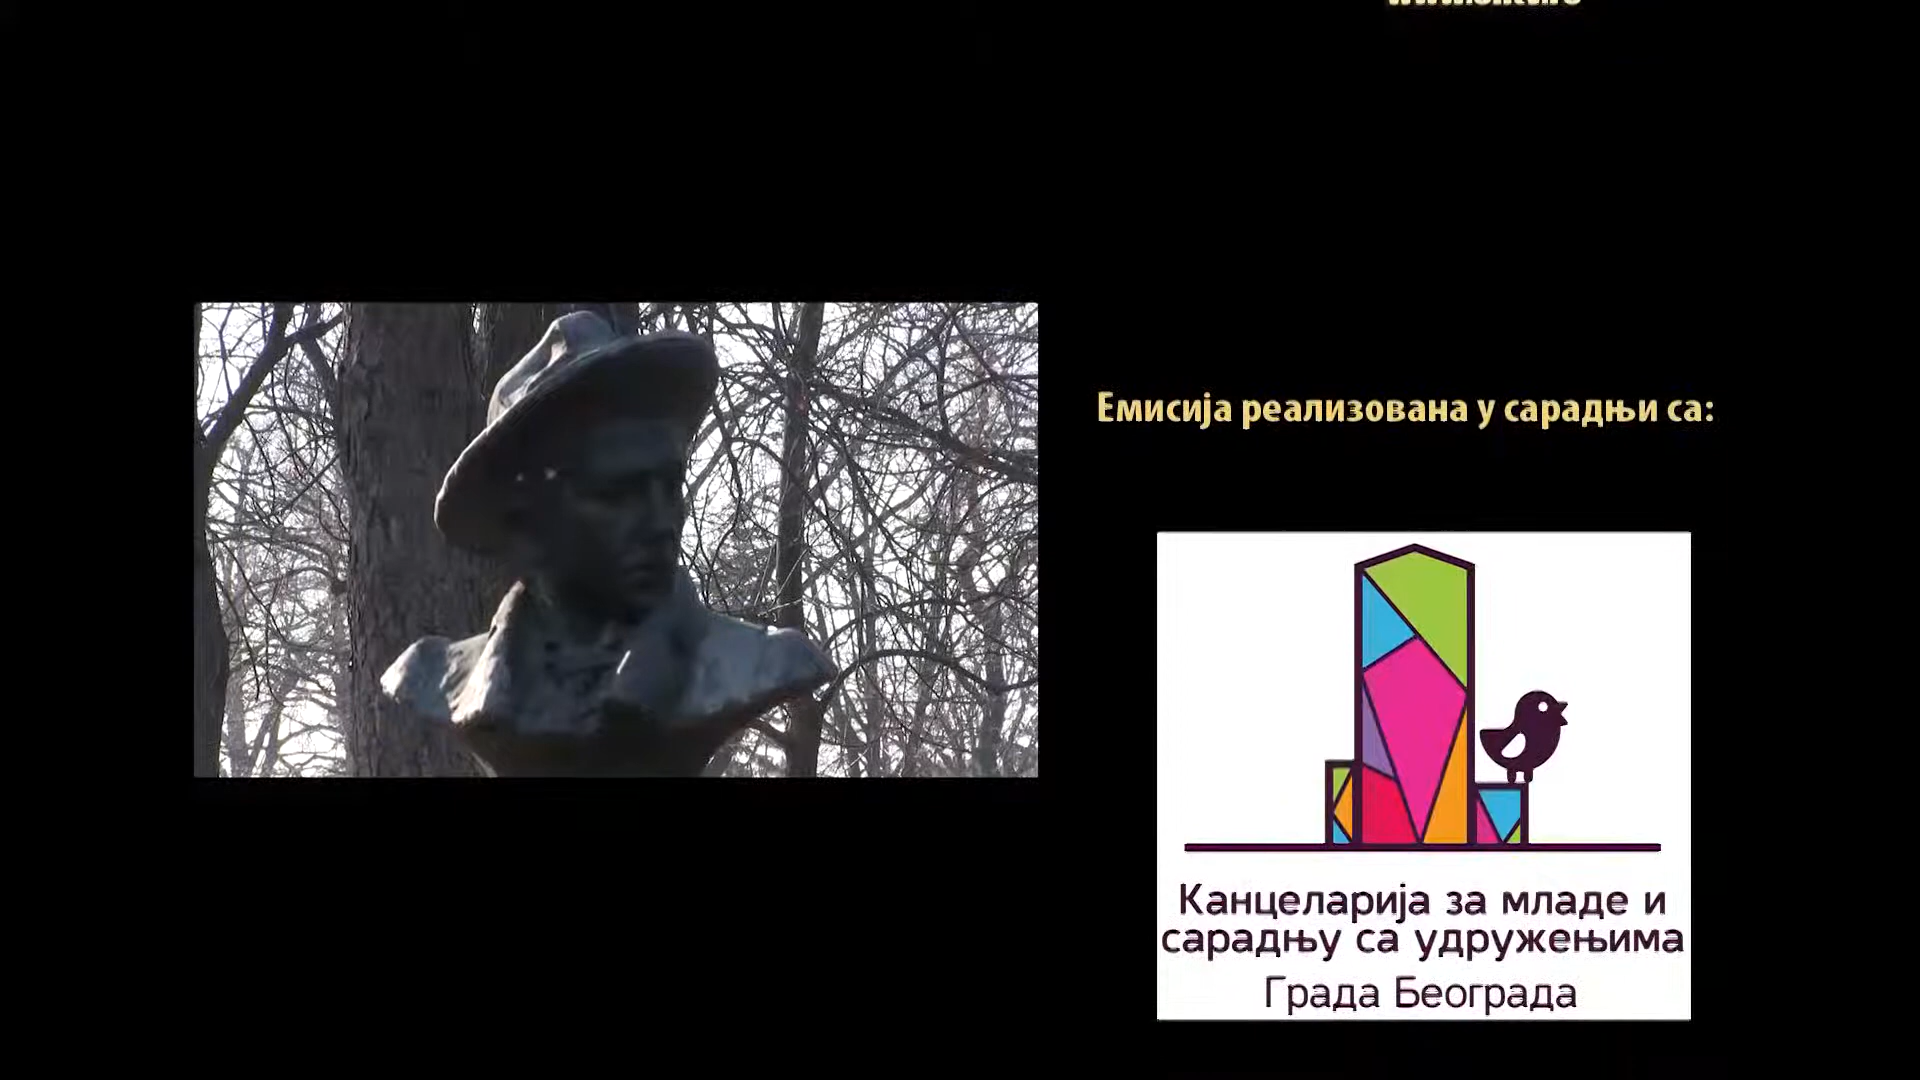 Емисија реализована у сарадњи са:
Канцеларија за младе и
сарадњу са удружењима
Града Београда